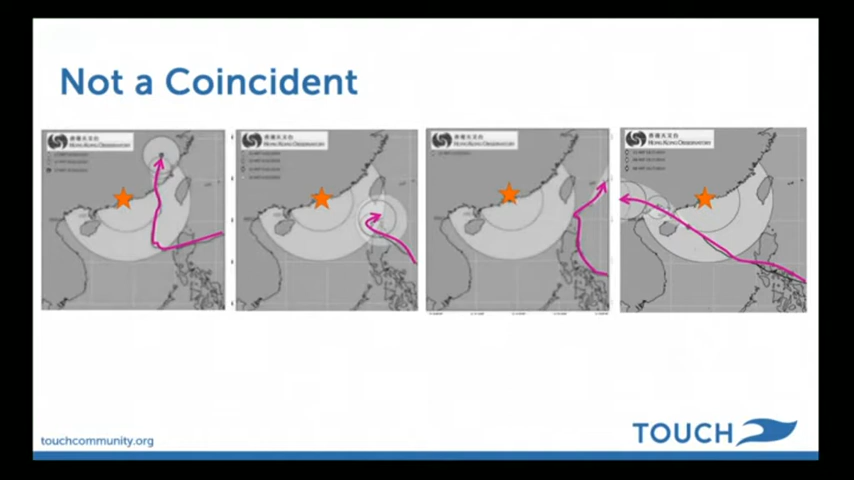 Not a Coincident
香港天文台
HONG KONG OBSERVATORY
香港天文台
HONG KONG OBSERVATORY
香港天文台
HONG KONG OBSERVATORY
香港天文台
HONG KONG OBSERVATORY
touchcommunity.org
TOUCH